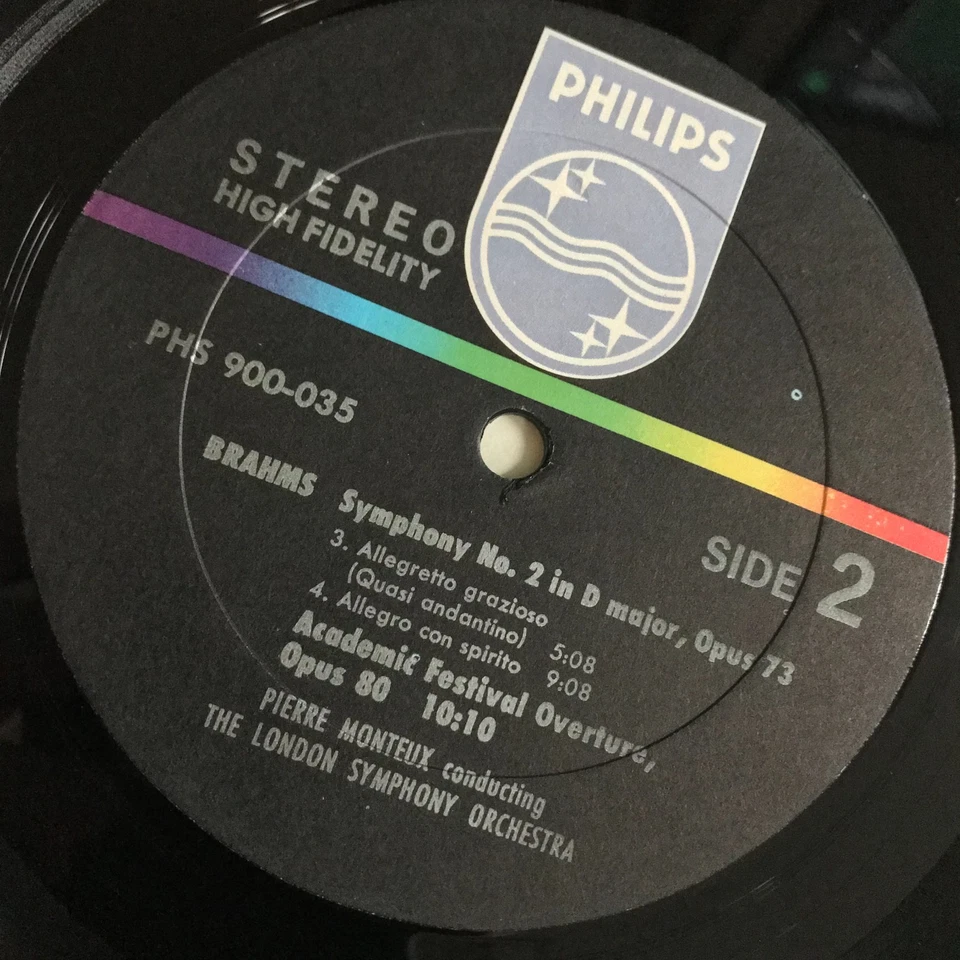 PHILIPS
STEREO
HIGH FIDELITY
PHS 900-035
SIDE 2
BRAHMS Symphony No. 2 in D major, Opus 73
3. Allegretto grazioso
(Quasi andantino) 5:08
4. Allegro con spirito 9:08
Academic Festival Overture,
Opus 80 10:10
PIERRE MONTEUX conducting
THE LONDON SYMPHONY ORCHESTRA